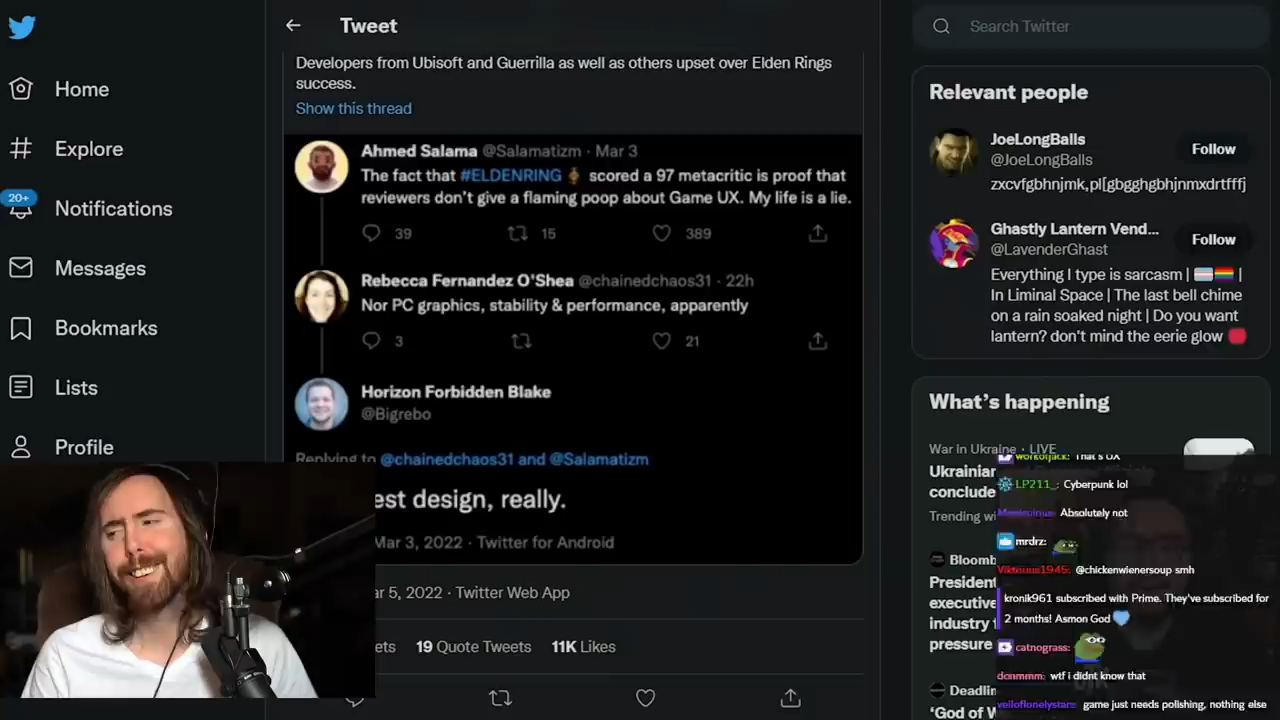 Home
Explore
20+
Notifications
Messages
Bookmarks
Lists
Profile
Tweet
Developers from Ubisoft and Guerrilla as well as others upset over Elden Rings
success.
Show this thread
Ahmed Salama @Salamatizm · Mar 3
The fact that #ELDENRING scored a 97 metacritic is proof that
reviewers don't give a flaming poop about Game UX. My life is a lie.
39 15 389
Rebecca Fernandez O'Shea @chainedchaos31 · 22h
Nor PC graphics, stability & performance, apparently
3 21
Horizon Forbidden Blake
@Bigrebo
Replying to @chainedchaos31 and @Salamatizm
est design, really.
Mar 3, 2022 · Twitter for Android
ar 5, 2022 · Twitter Web App
ets 19 Quote Tweets 11K Likes
Search Twitter
Relevant people
JoeLongBalls
@JoeLongBalls
Follow
zxcvfgbhnjmk,pl[gbgghgbhjnmxdrtfffj
Ghastly Lantern Vend...
@LavenderGhast
Follow
Everything I type is sarcasm | |
In Liminal Space | The last bell chime
on a rain soaked night | Do you want
lantern? don't mind the eerie glow
What's happening
War in Ukraine · LIVE
Ukrainian
conclude
Trending wi
Bloomb
President
executive
industry
pressure
Deadlin
'God of W
workofjack: That's UX
LP211_: Cyberpunk lol
Absolutely not
mrdrz:
Vikteuus1945: @chickenwienersoup smh
kronik961 subscribed with Prime. They've subscribed for
2 months! Asmon God
catnograss:
dcmmmm: wtf i didnt know that
veiloflonelystars: game just needs polishing, nothing else